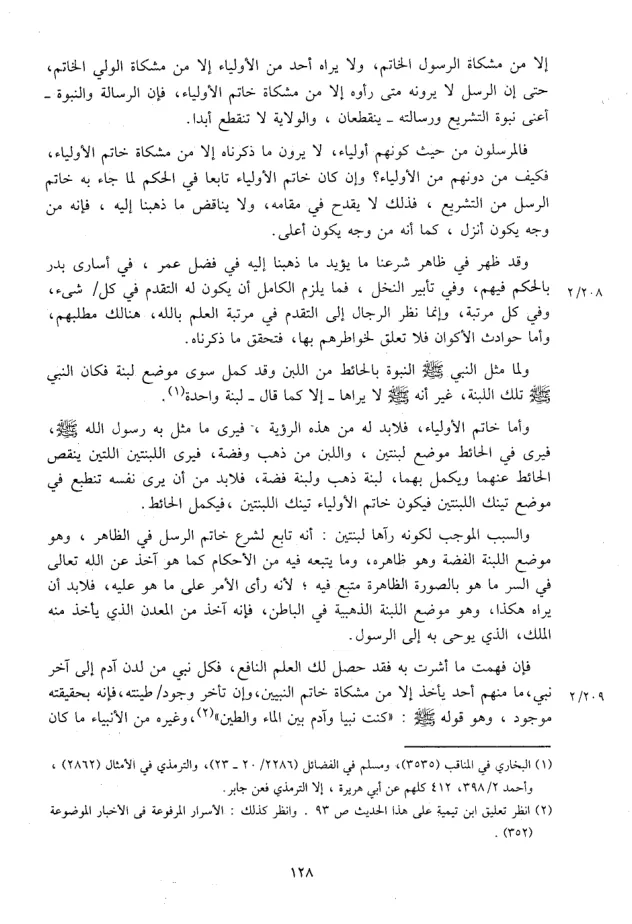 إلا من مشكاة الرسول الخاتم، ولا يراه أحد من الأولياء إلا من مشكاة الولي الخاتم،
حتى إن الرسل لا يرونه متى رأوه إلا من مشكاة خاتم الأولياء، فإن الرسالة والنبوة ـ
أعنى نبوة التشريع ورسالته ـ ينقطعان ، والولاية لا تنقطع أبدا.
فالمرسلون من حيث كونهم أولياء، لا يرون ما ذكرناه إلا من مشكاة خاتم الأولياء،
فكيف من دونهم من الأولياء؟ وإن كان خاتم الأولياء تابعا في الحكم لما جاء به خاتم
الرسل من التشريع ، فذلك لا يقدح في مقامه، ولا يناقض ما ذهبنا إليه ، فإنه من
وجه يكون أنزل ، كما أنه من وجه يكون أعلى.
وقد ظهر في ظاهر شرعنا ما يؤيد ما ذهبنا إليه في فضل عمر ، في أسارى بدر
بالحكم فيهم، وفي تأبير النخل ، فما يلزم الكامل أن يكون له التقدم في كل/ شىء، ٢/٢٠٨
وفي كل مرتبة، وإنما نظر الرجال إلى التقدم في مرتبة العلم بالله، هنالك مطلبهم،
وأما حوادث الأكوان فلا تعلق لخواطرهم بها، فتحقق ما ذكرناه.
ولما مثل النبي ﷺ النبوة بالحائط من اللبن وقد كمل سوى موضع لبنة فكان النبي
ﷺ تلك اللبنة، غير أنه ﷺ لا يراها ـ إلا كما قال ـ لبنة واحدة(١).
وأما خاتم الأولياء، فلابد له من هذه الرؤية ، فيرى ما مثل به رسول الله ﷺ،
فيرى في الحائط موضع لبنتين ، واللبن من ذهب وفضة، فيرى اللبنتين اللتين ينقص
الحائط عنهما ويكمل بهما، لبنة ذهب ولبنة فضة، فلابد من أن يرى نفسه تنطبع في
موضع تينك اللبنتين فيكون خاتم الأولياء تينك اللبنتين ،فيكمل الحائط.
والسبب الموجب لكونه رآها لبنتين : أنه تابع لشرع خاتم الرسل في الظاهر ، وهو
موضع اللبنة الفضة وهو ظاهره، وما يتبعه فيه من الأحكام كما هو آخذ عن الله تعالى
في السر ما هو بالصورة الظاهرة متبع فيه ؛ لأنه رأى الأمر على ما هو عليه، فلابد أن
يراه هكذا، وهو موضع اللبنة الذهبية في الباطن، فإنه آخذ من المعدن الذي يأخذ منه
الملك، الذي يوحى به إلى الرسول.
فإن فهمت ما أشرت به فقد حصل لك العلم النافع، فكل نبي من لدن آدم إلى آخر
نبي،ما منهم أحد يأخذ إلا من مشكاة خاتم النبيين،وإن تأخر وجود/ طينته،فإنه بحقيقته ٢/٢٠٩
موجود ، وهو قوله ﷺ : «كنت نبيا وآدم بين الماء والطين»(٢)،وغيره من الأنبياء ما كان
(١) البخاري في المناقب (٣٥٣٥)، ومسلم في الفضائل (٢٢٨٦/ ٢٠ ـ ٢٣)، والترمذي في الأمثال (٢٨٦٢) ،
وأحمد ٢/ ٣٩٨، ٤١٢ كلهم عن أبي هريرة ، إلا الترمذي فعن جابر.
(٢) انظر تعليق ابن تيمية على هذا الحديث ص ٩٣ . وانظر كذلك : الأسرار المرفوعة فى الأخبار الموضوعة
(٣٥٢) .
١٢٨